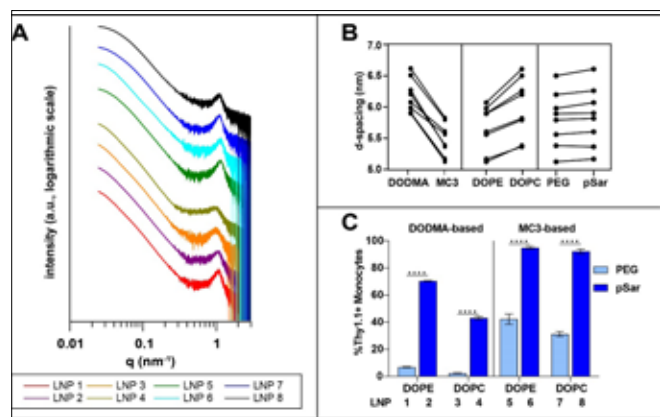 A
intensity (a.u., logarithmic scale)
0.01 0.1 1
q (nm⁻¹)
LNP 1 LNP 3 LNP 5 LNP 7
LNP 2 LNP 4 LNP 6 LNP 8
B
d-spacing (nm)
7.0
6.5
6.0
5.5
5.0
DODMA MC3 DOPE DOPC PEG pSar
C
DODMA-based MC3-based
%Thy1.1+ Monocytes
100
80
60
40
20
0
PEG
pSar
DOPE DOPC DOPE DOPC
LNP 1 2 3 4 5 6 7 8